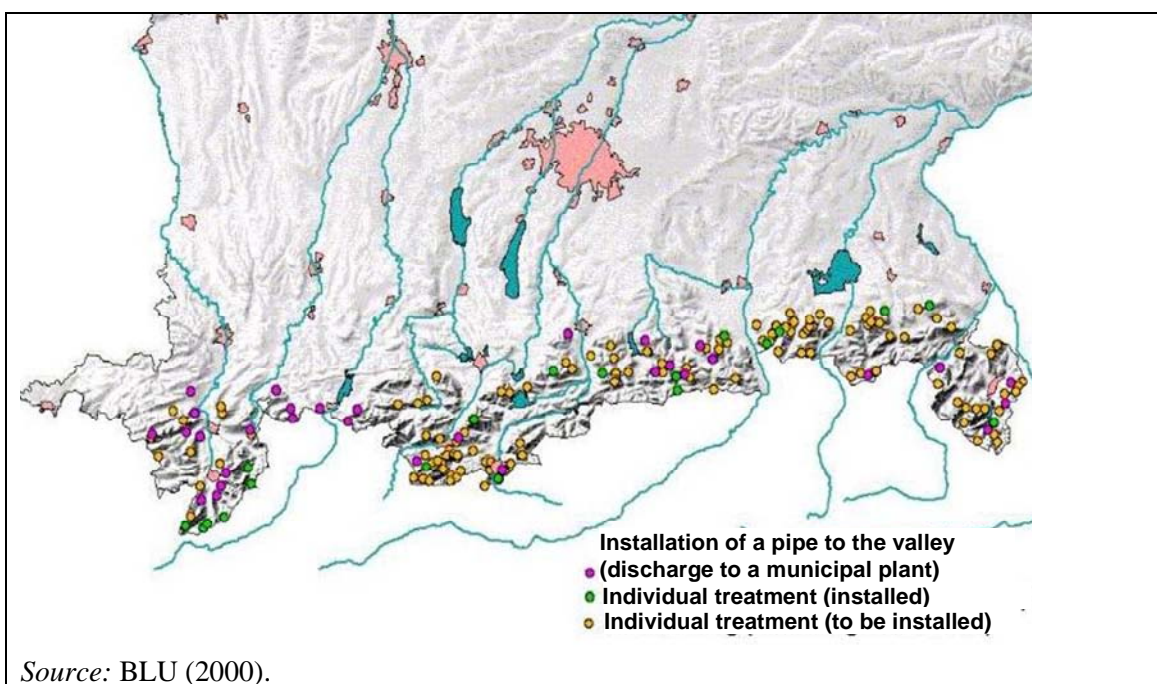 Installation of a pipe to the valley
(discharge to a municipal plant)
Individual treatment (installed)
Individual treatment (to be installed)
Source: BLU (2000).